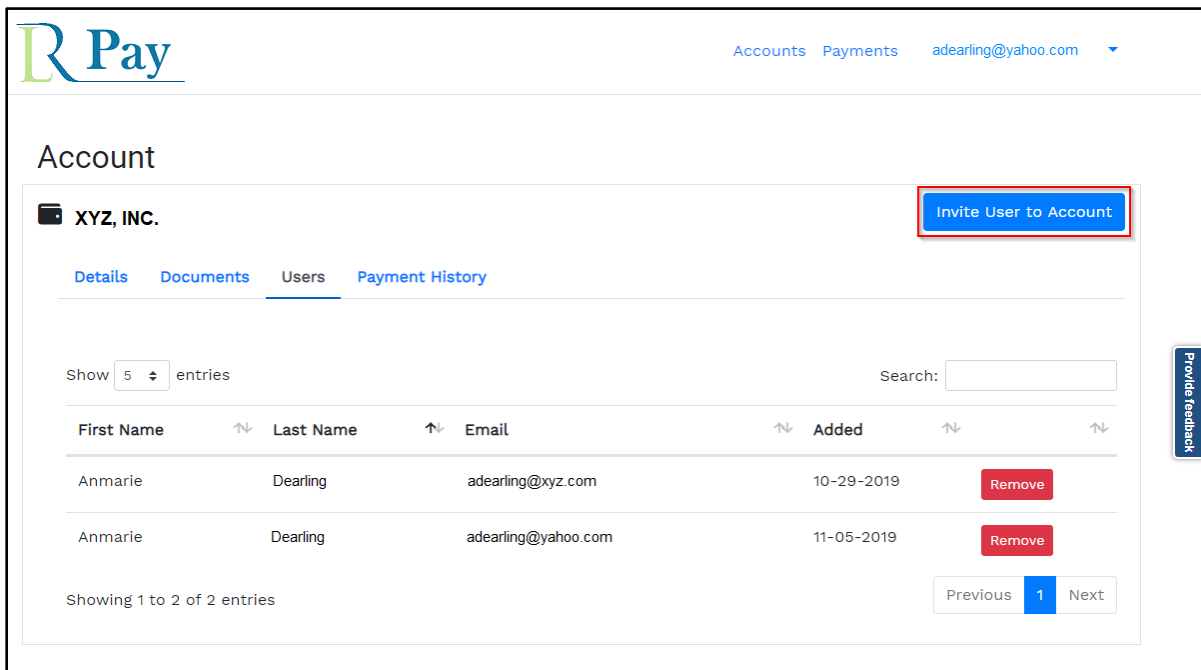 LR Pay
Accounts Payments adearling@yahoo.com
Account
XYZ, INC.
Invite User to Account
Details Documents Users Payment History
Show 5 entries
Search:
First Name Last Name Email Added
Anmarie Dearling adearling@xyz.com 10-29-2019 Remove
Anmarie Dearling adearling@yahoo.com 11-05-2019 Remove
Showing 1 to 2 of 2 entries
Previous 1 Next
Provide feedback